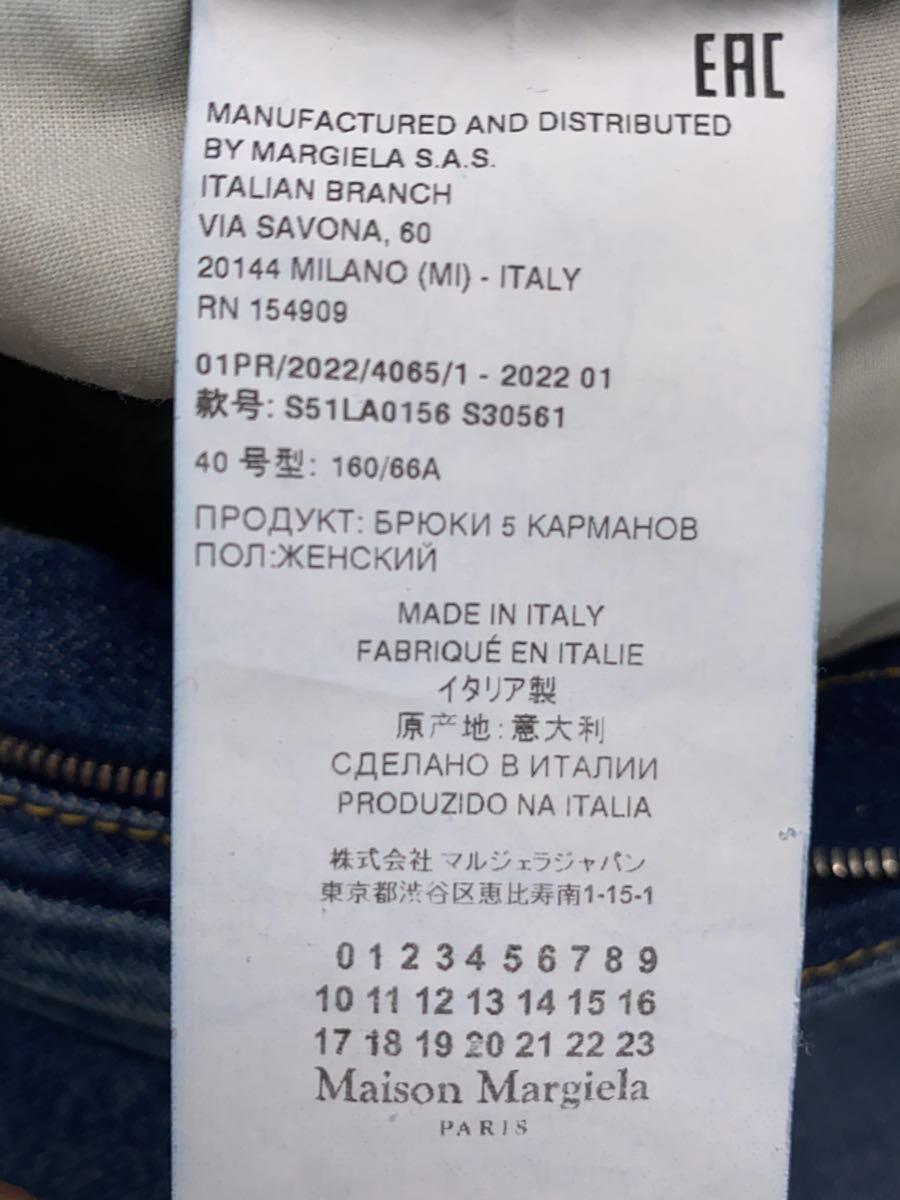 EAC
MANUFACTURED AND DISTRIBUTED
BY MARGIELA S.A.S.
ITALIAN BRANCH
VIA SAVONA, 60
20144 MILANO (MI) - ITALY
RN 154909
01PR/2022/4065/1 - 2022 01
款号: S51LA0156 S30561
40 号型: 160/66A
ПРОДУКТ: БРЮКИ 5 КАРМАНОВ
ПОЛ:ЖЕНСКИЙ
MADE IN ITALY
FABRIQUÉ EN ITALIE
イタリア製
原产地: 意大利
СДЕЛАНО В ИТАЛИИ
PRODUZIDO NA ITALIA
株式会社 マルジェラジャパン
東京都渋谷区恵比寿南1-15-1
0 1 2 3 4 5 6 7 8 9
10 11 12 13 14 15 16
17 18 19 20 21 22 23
Maison Margiela
PARIS